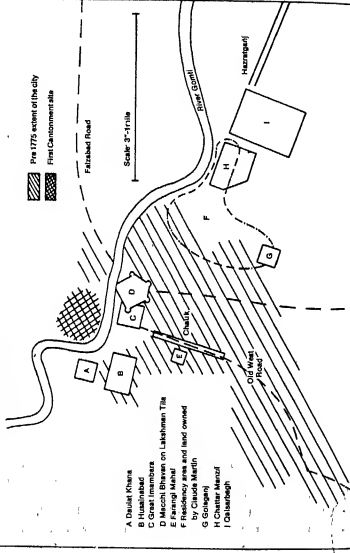 Pre 1775 extent of the city
First Cantonment site
Faizabad Road
Scale 3"-1 mile
River Gomti
Hazratganj
Chauk
Old West
Road
A
B
C
D
E
F
G
H
I
A Daulat Khana
B Husainabad
C Great Imambara
D Macchi Bhavan on Lakshman Tila
E Farangi Mahal
F Residency area and land owned
by Claude Martin
G Golaganj
H Chattar Manzil
I Qaisarbagh